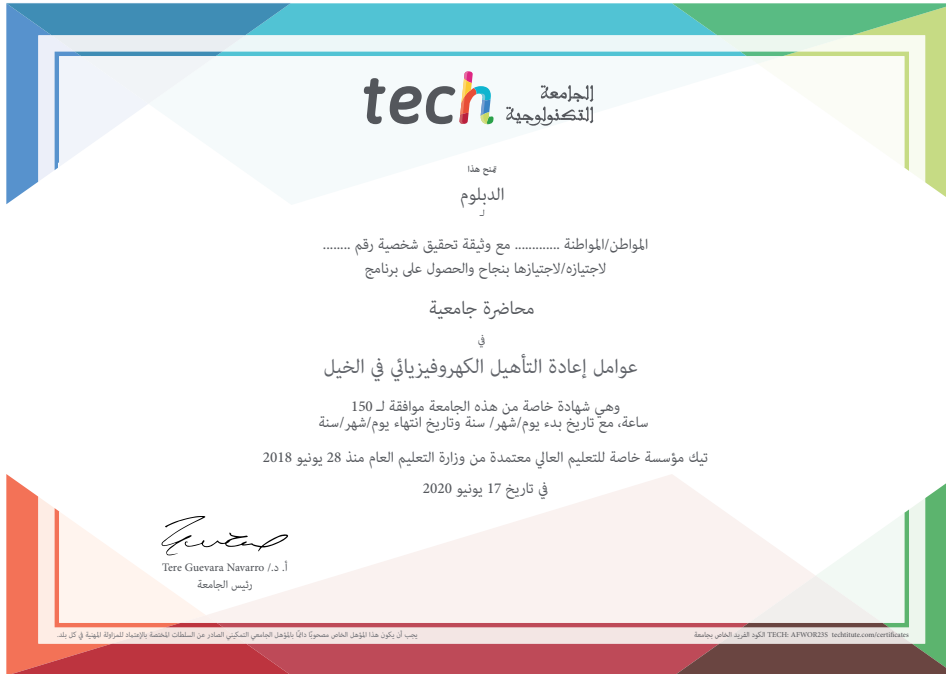 tech الجامعة
التكنولوجية
تمنح هذا
الدبلوم
لـ
المواطن/المواطنة ............. مع وثيقة تحقيق شخصية رقم ........
لاجتيازه/لاجتيازها بنجاح والحصول على برنامج
محاضرة جامعية
في
عوامل إعادة التأهيل الكهروفيزيائي في الخيل
وهي شهادة خاصة من هذه الجامعة موافقة لـ 150
ساعة، مع تاريخ بدء يوم/شهر/ سنة وتاريخ انتهاء يوم/شهر/سنة
تيك مؤسسة خاصة للتعليم العالي معتمدة من وزارة التعليم العام منذ 28 يونيو 2018
في تاريخ 17 يونيو 2020
أ. د./ Tere Guevara Navarro
رئيس الجامعة
يجب أن يكون هذا المؤهل الخاص مصحوبًا دائمًا بالمؤهل الجامعي التمكيني الصادر عن السلطات المختصة بالإعتماد للمزاولة المهنية في كل بلد.
الكود الفريد الخاص بجامعة TECH: AFWOR235 techtitute.com/certificates